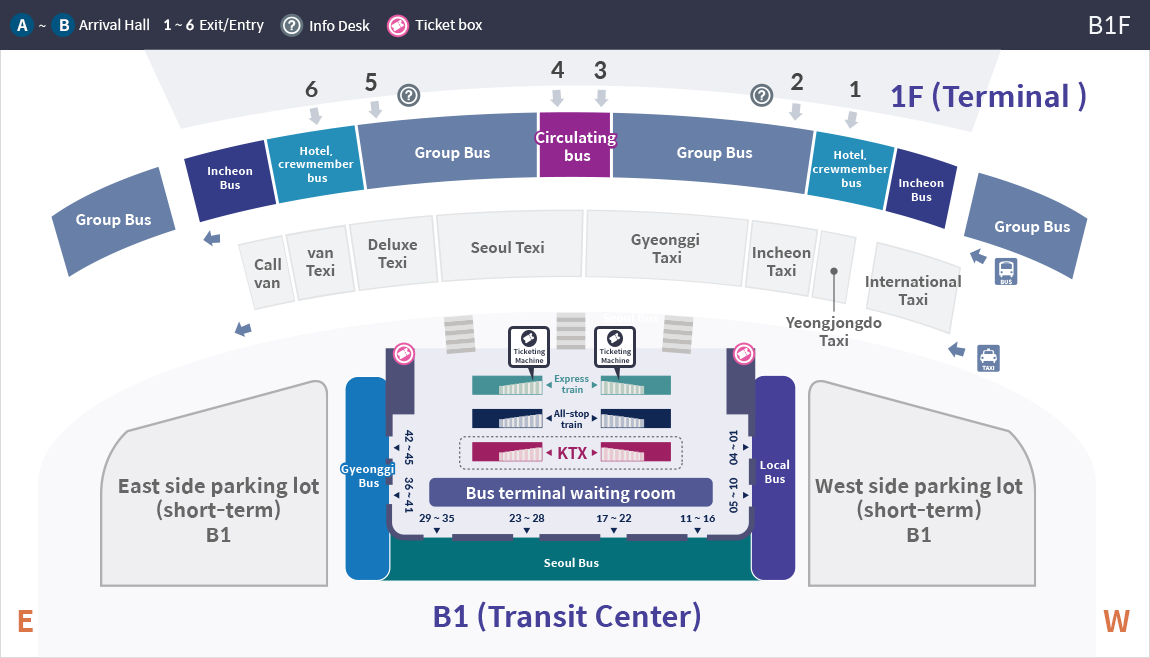 A ~ B Arrival Hall 1 ~ 6 Exit/Entry ? Info Desk Ticket box
B1F
1F (Terminal )
6
5
?
4
3
?
2
1
Group Bus
Incheon
Bus
Hotel,
crewmember
bus
Group Bus
Circulating
bus
Group Bus
Hotel,
crewmember
bus
Incheon
Bus
Group Bus
BUS
Call
van
van
Texi
Deluxe
Texi
Seoul Texi
Gyeonggi
Taxi
Incheon
Taxi
Yeongjongdo
Taxi
International
Taxi
TAXI
Ticketing
Machine
Ticketing
Machine
Express
train
All-stop
train
KTX
Bus terminal waiting room
42 ~ 45
36 ~ 41
04 ~ 01
05 ~ 10
29 ~ 35
23 ~ 28
17 ~ 22
11 ~ 16
Gyeonggi
Bus
Local
Bus
Seoul Bus
East side parking lot
(short-term)
B1
West side parking lot
(short-term)
B1
E
B1 (Transit Center)
W